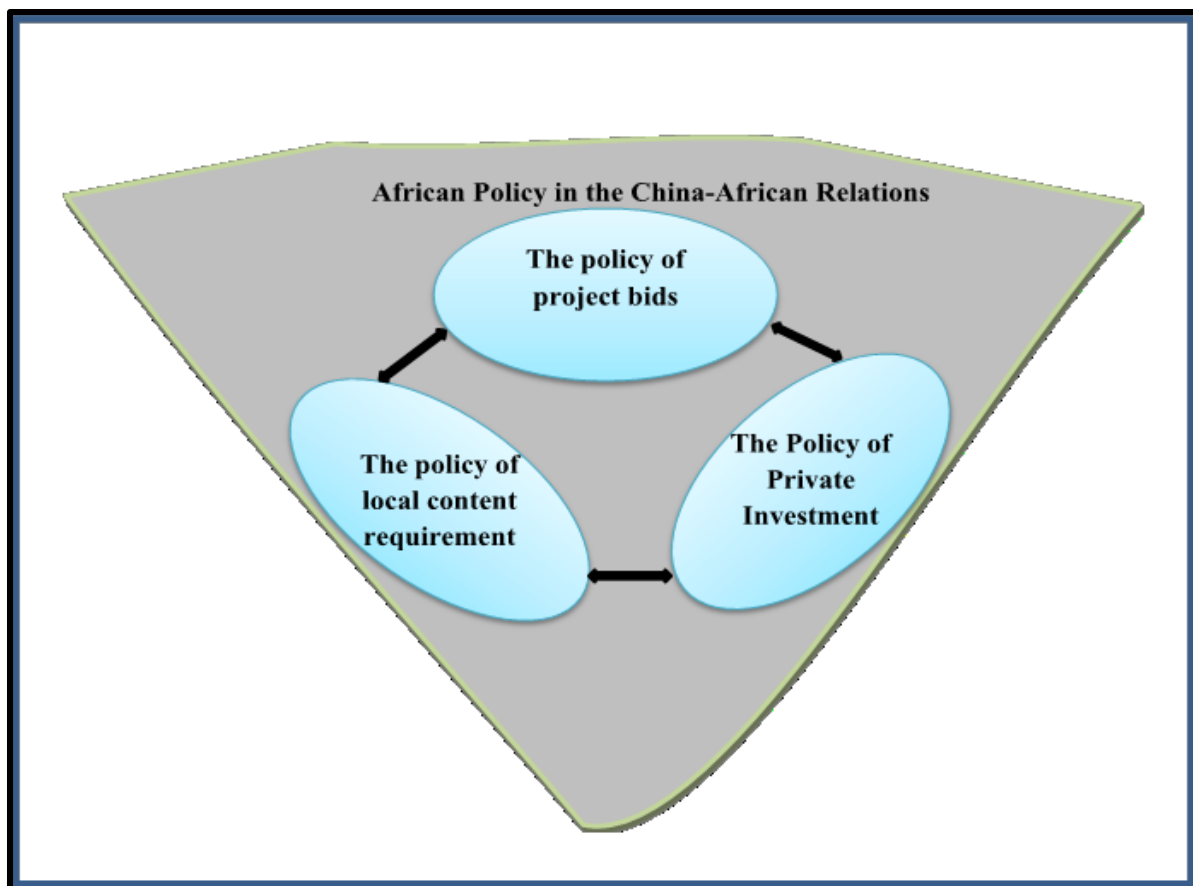 African Policy in the China-African Relations
The policy of
project bids
The policy of
local content
requirement
The Policy of
Private
Investment